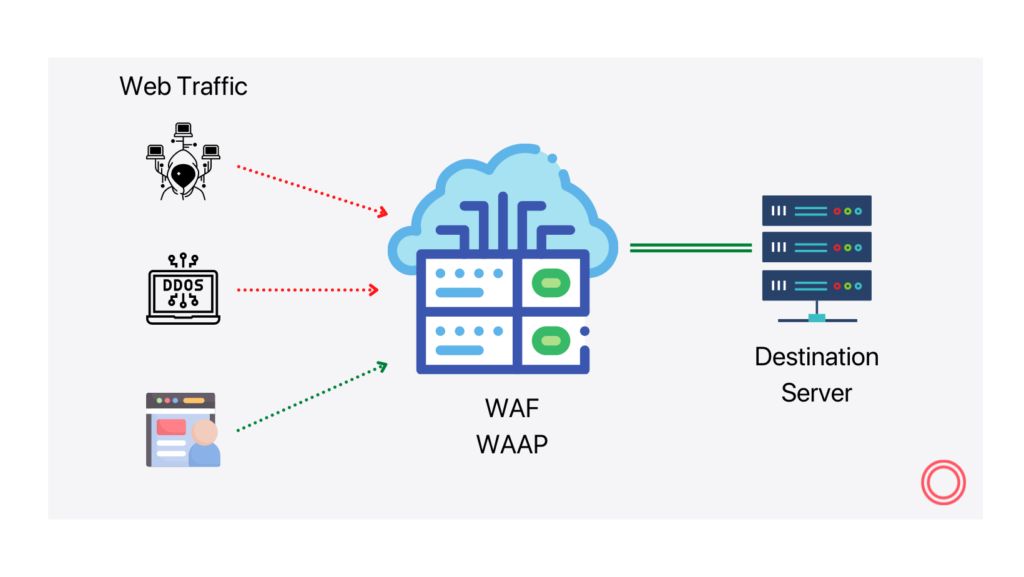 Web Traffic
DDOS
WAF
WAAP
Destination
Server